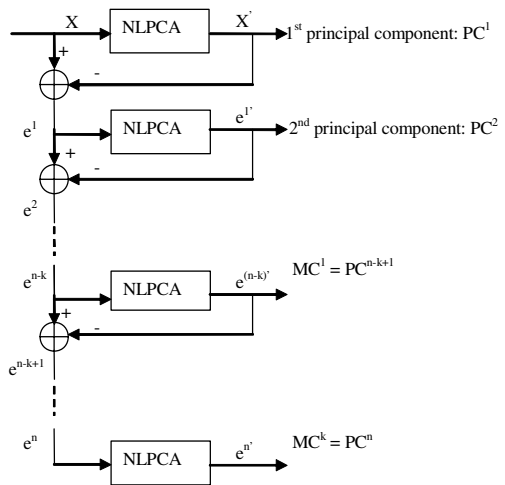 X NLPCA X' 1st principal component: PC1
+
-
e1 NLPCA e1' 2nd principal component: PC2
+
-
e2
en-k NLPCA e(n-k)' MC1 = PCn-k+1
+
-
en-k+1
en NLPCA en' MCk = PCn